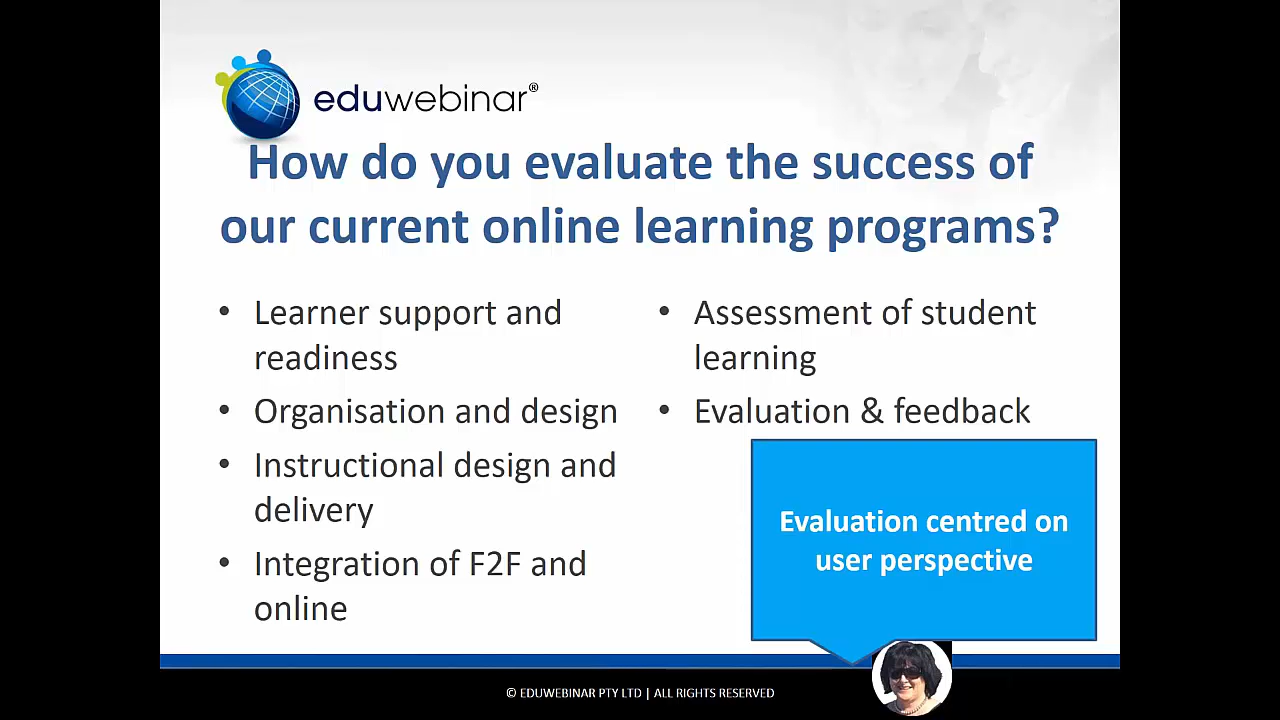 eduwebinar®
How do you evaluate the success of
our current online learning programs?
• Learner support and
readiness
• Organisation and design
• Instructional design and
delivery
• Integration of F2F and
online
• Assessment of student
learning
• Evaluation & feedback
Evaluation centred on
user perspective
© EDUWEBINAR PTY LTD | ALL RIGHTS RESERVED